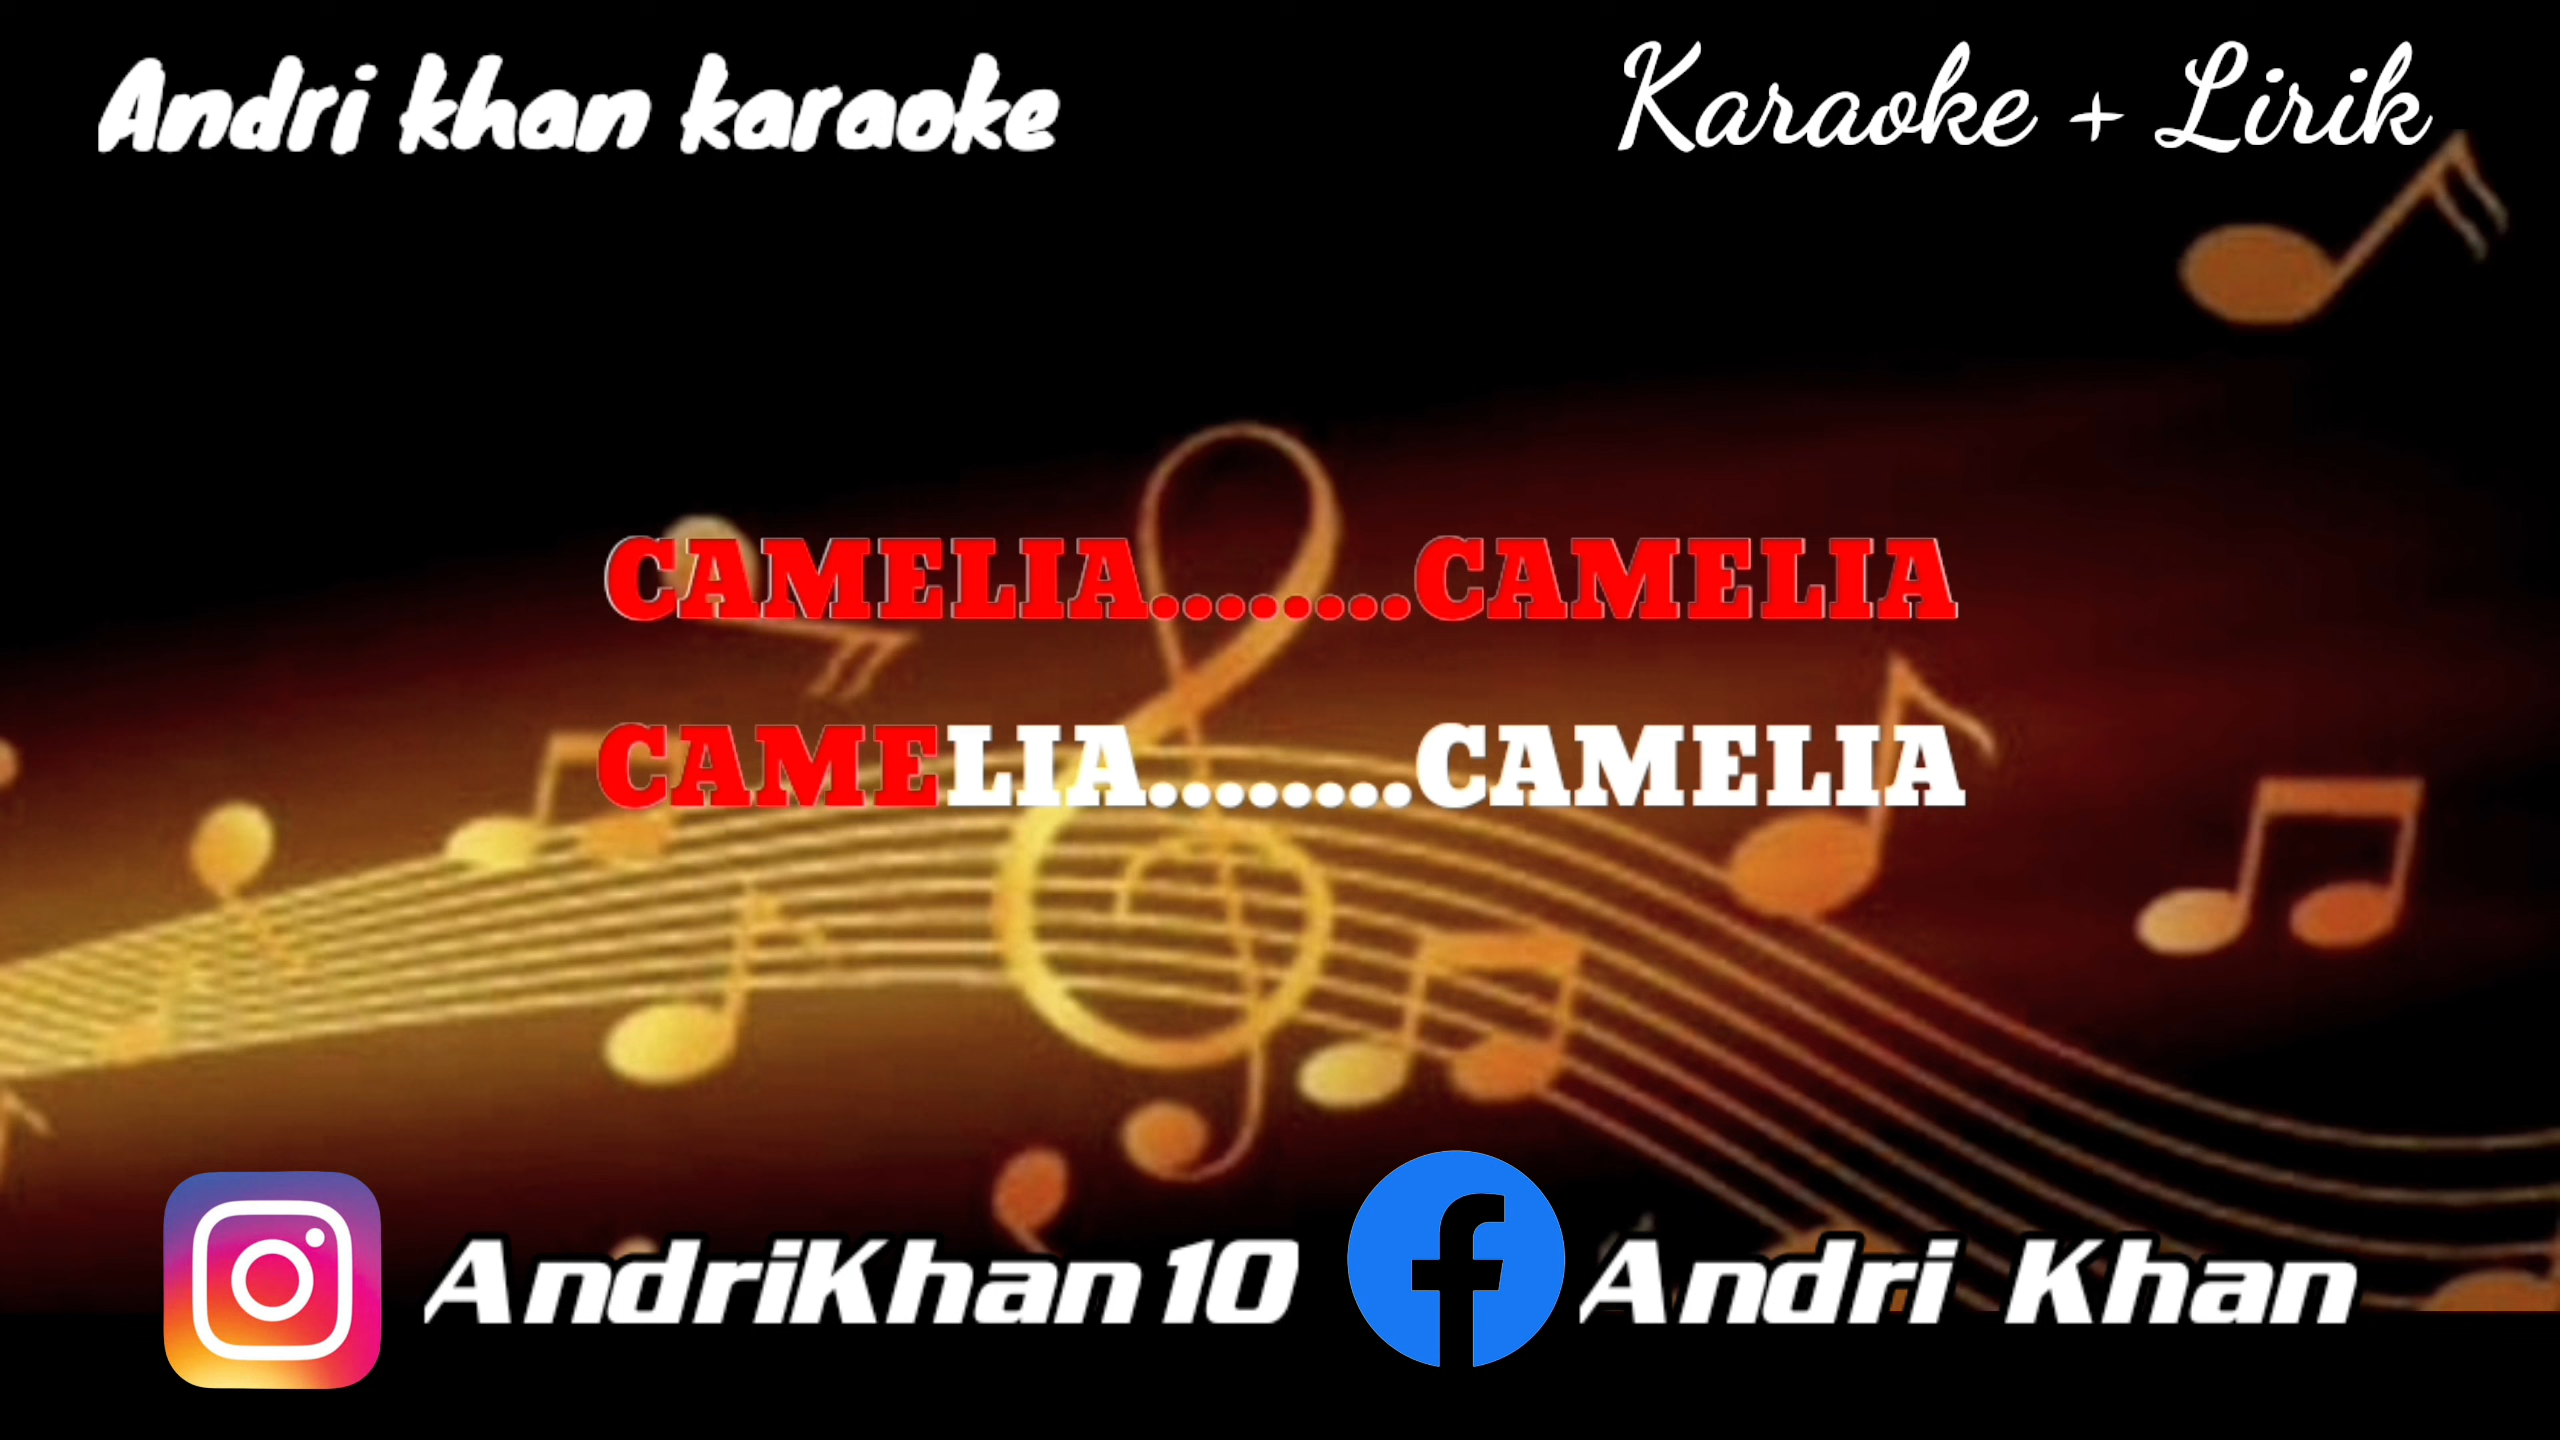 Andri khan karaoke
Karaoke + Lirik
CAMELIA........CAMELIA
CAMELIA........CAMELIA
AndriKhan10
Andri Khan